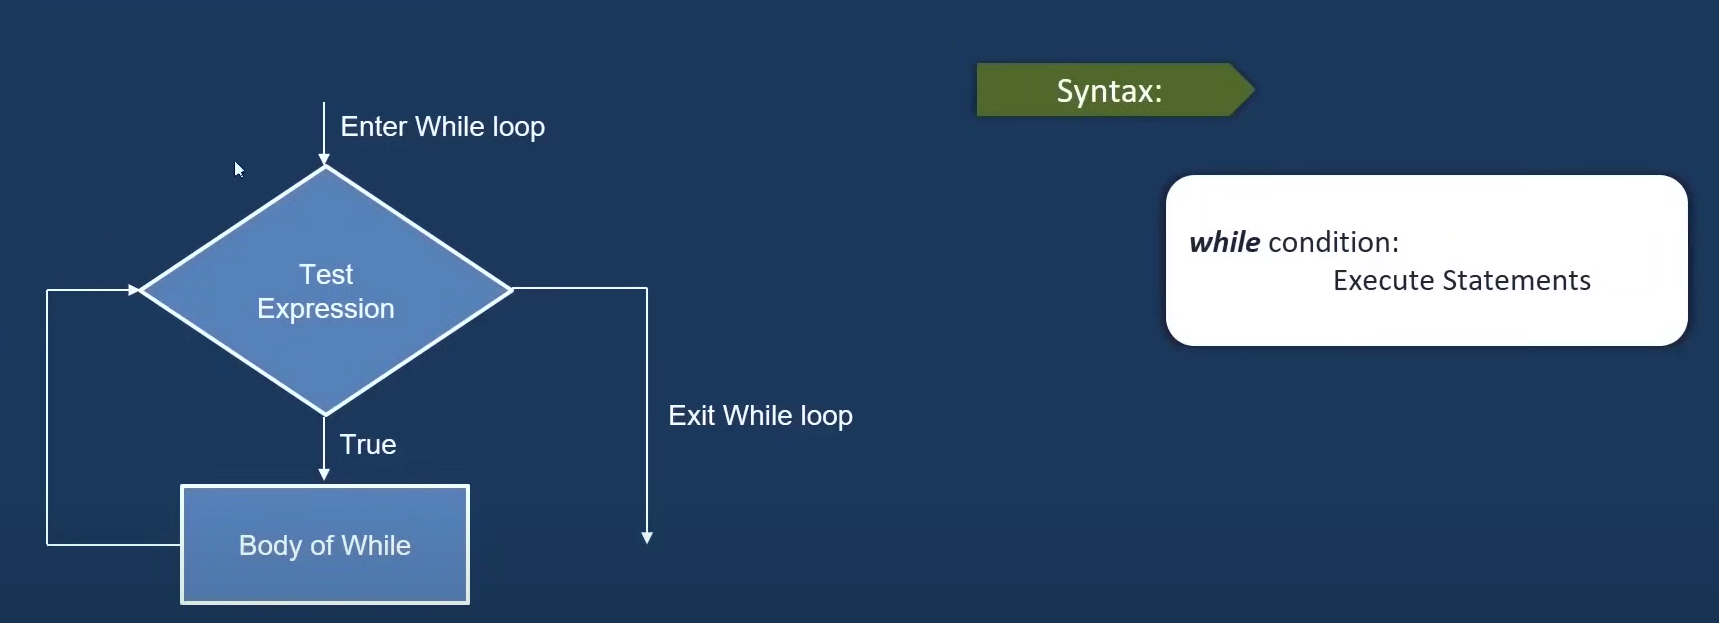 Enter While loop
Test
Expression
True
Body of While
Exit While loop
Syntax:
while condition:
Execute Statements